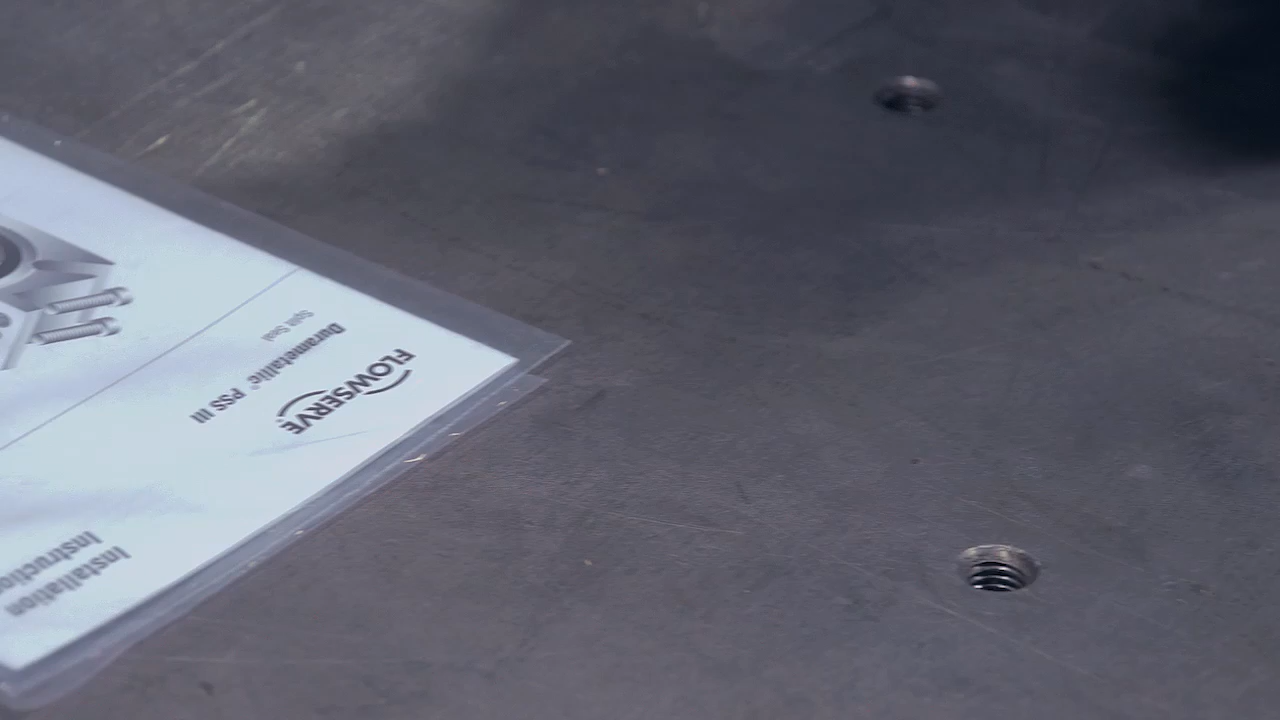 FLOWSERVE
Durametallic® PSS III
Split Seal
Installation
Instructions